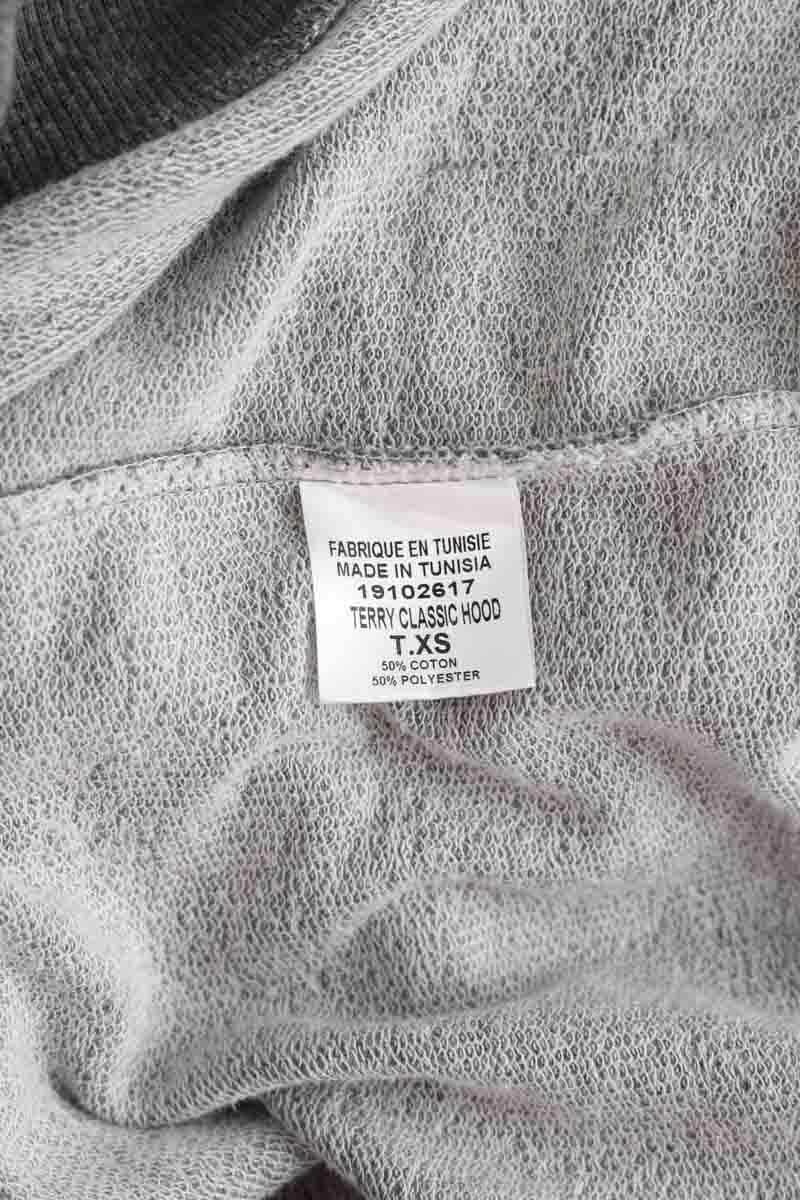 FABRIQUE EN TUNISIE
MADE IN TUNISIA
19102617
TERRY CLASSIC HOOD
T.XS
50% COTON
50% POLYESTER